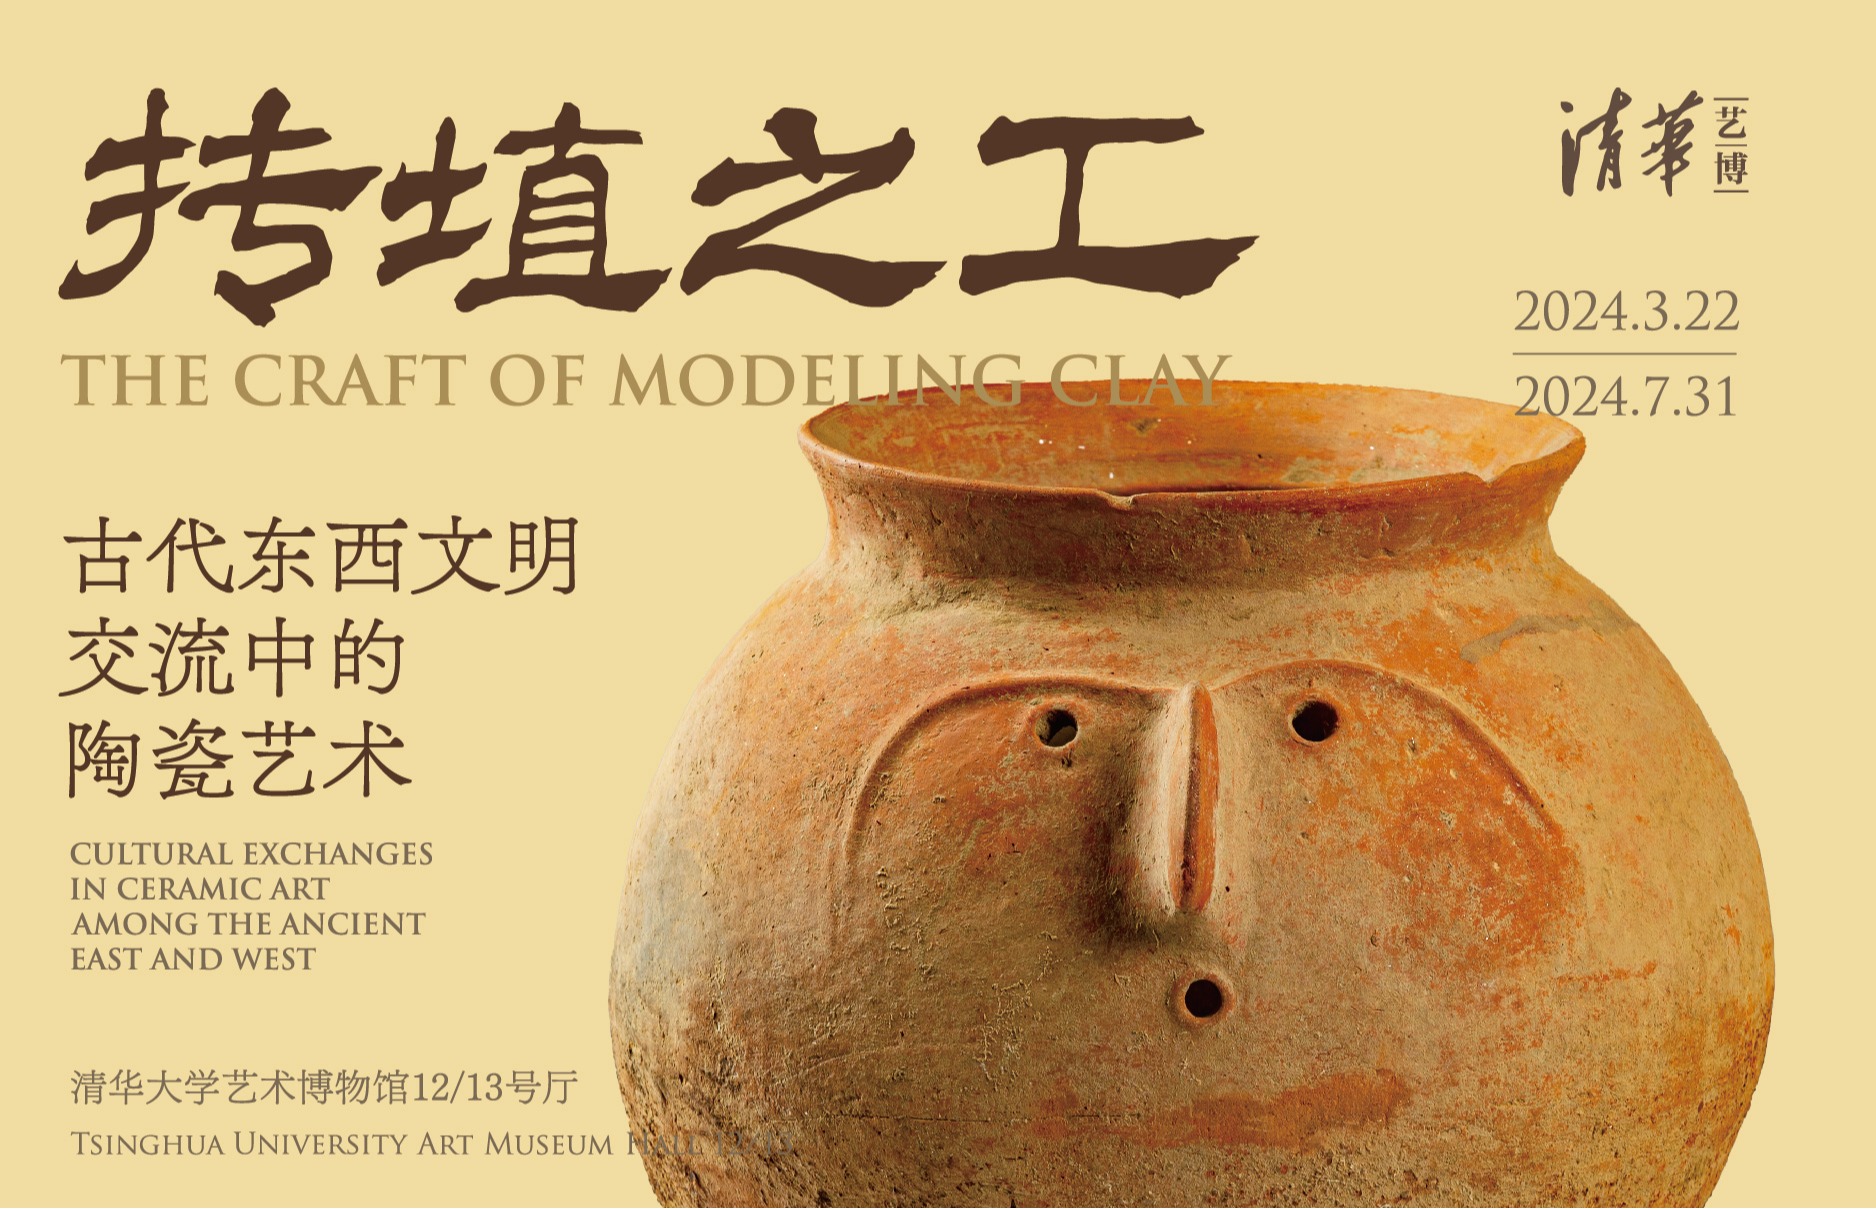 抟埴之工
THE CRAFT OF MODELING CLAY
清華艺博
2024.3.22
2024.7.31
古代东西文明
交流中的
陶瓷艺术
CULTURAL EXCHANGES
IN CERAMIC ART
AMONG THE ANCIENT
EAST AND WEST
清华大学艺术博物馆12/13号厅
TSINGHUA UNIVERSITY ART MUSEUM HALL 12/13